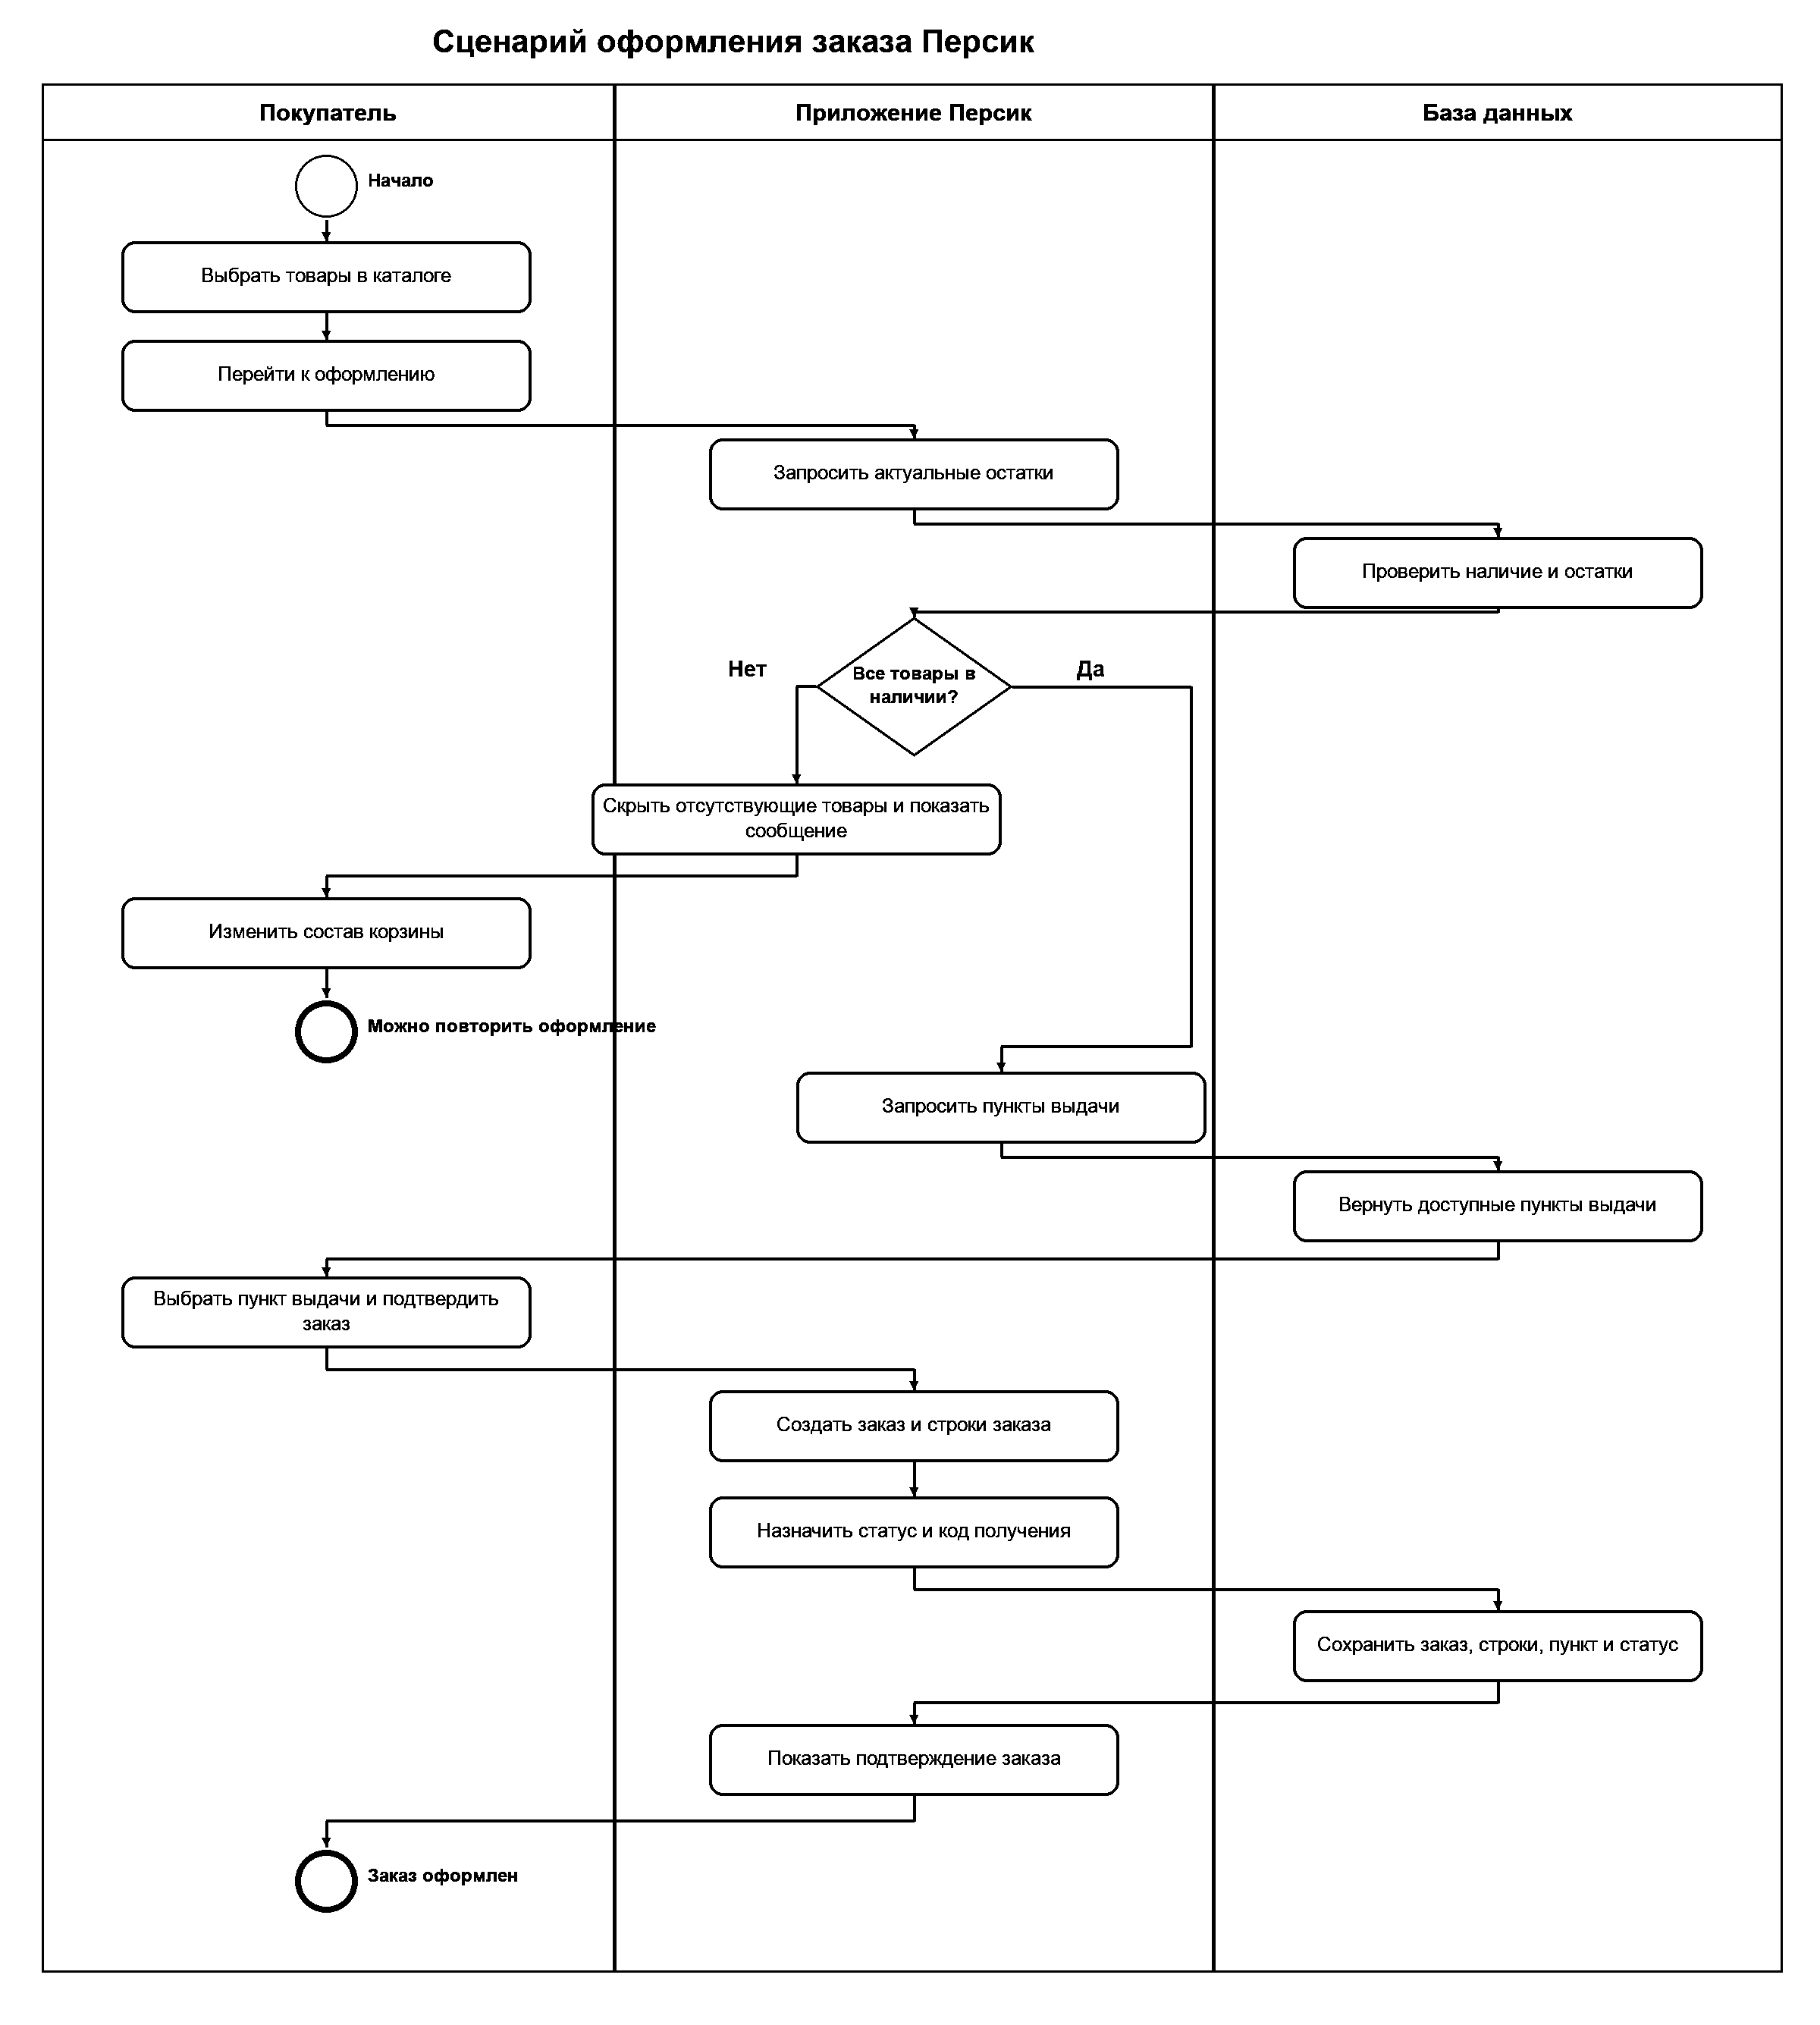 Сценарий оформления заказа Персик
Покупатель
Приложение Персик
База данных
Начало
Выбрать товары в каталоге
Перейти к оформлению
Запросить актуальные остатки
Проверить наличие и остатки
Нет
Все товары в
наличии?
Да
Скрыть отсутствующие товары и показать
сообщение
Изменить состав корзины
Можно повторить оформление
Запросить пункты выдачи
Вернуть доступные пункты выдачи
Выбрать пункт выдачи и подтвердить
заказ
Создать заказ и строки заказа
Назначить статус и код получения
Сохранить заказ, строки, пункт и статус
Показать подтверждение заказа
Заказ оформлен